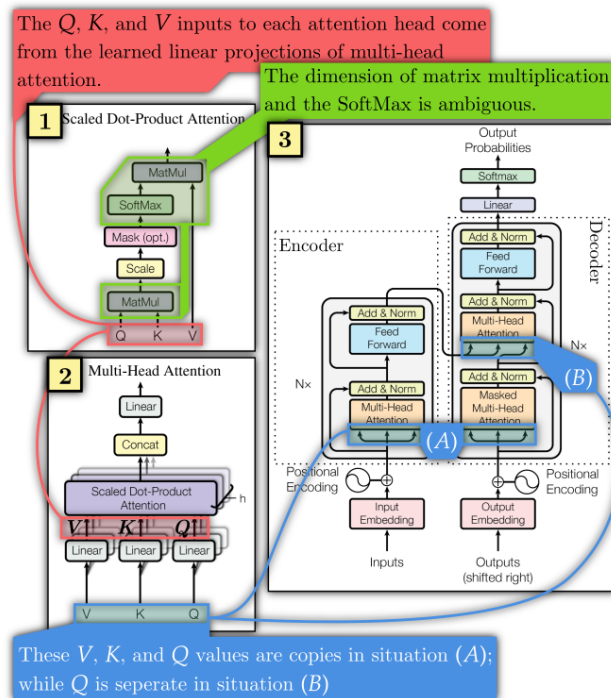 The Q, K, and V inputs to each attention head come
from the learned linear projections of multi-head
attention.
The dimension of matrix multiplication
and the SoftMax is ambiguous.
1
Scaled Dot-Product Attention
MatMul
SoftMax
Mask (opt.)
Scale
MatMul
Q K V
2
Multi-Head Attention
Linear
Concat
Scaled Dot-Product
Attention
h
V K Q
Linear Linear Linear
V K Q
3
Output
Probabilities
Softmax
Linear
Encoder
Decoder
Add & Norm
Feed
Forward
Add & Norm
Multi-Head
Attention
(B)
N×
Add & Norm
Masked
Multi-Head
Attention
Add & Norm
Feed
Forward
N×
Add & Norm
Multi-Head
Attention
(A)
Positional
Encoding
Positional
Encoding
Input
Embedding
Output
Embedding
Inputs
Outputs
(shifted right)
These V, K, and Q values are copies in situation (A);
while Q is seperate in situation (B)